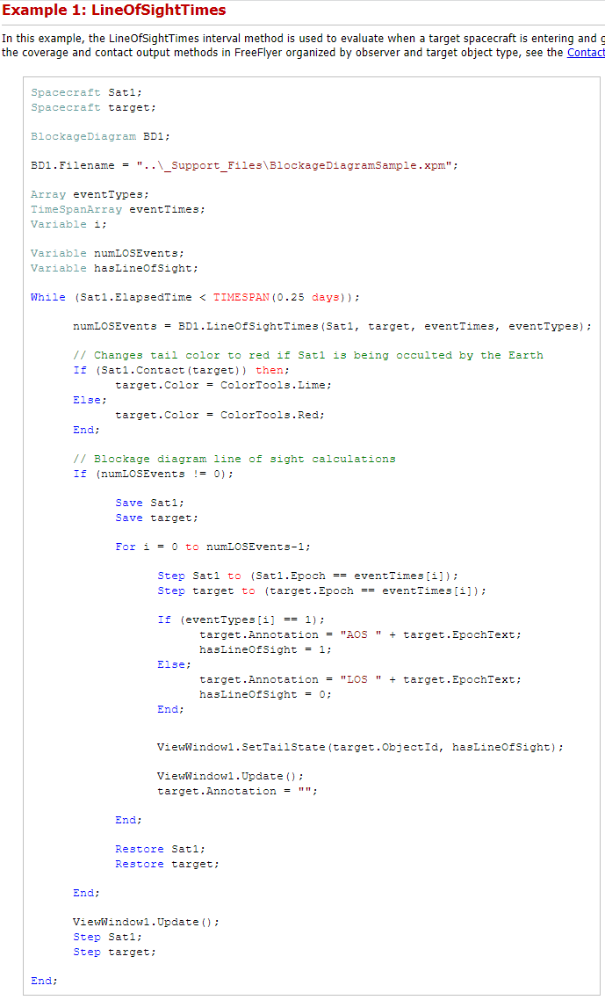 Example 1: LineOfSightTimes
In this example, the LineOfSightTimes interval method is used to evaluate when a target spacecraft is entering and
the coverage and contact output methods in FreeFlyer organized by observer and target object type, see the Contact
Spacecraft Sat1;
Spacecraft target;
BlockageDiagram BD1;
BD1.Filename = "..\_Support_Files\BlockageDiagramSample.xpm";
Array eventTypes;
TimeSpanArray eventTimes;
Variable i;
Variable numLOSEvents;
Variable hasLineOfSight;
While (Sat1.ElapsedTime < TIMESPAN(0.25 days));
numLOSEvents = BD1.LineOfSightTimes(Sat1, target, eventTimes, eventTypes);
// Changes tail color to red if Sat1 is being occulted by the Earth
If (Sat1.Contact(target)) then;
target.Color = ColorTools.Lime;
Else;
target.Color = ColorTools.Red;
End;
// Blockage diagram line of sight calculations
If (numLOSEvents != 0);
Save Sat1;
Save target;
For i = 0 to numLOSEvents-1;
Step Sat1 to (Sat1.Epoch == eventTimes[i]);
Step target to (target.Epoch == eventTimes[i]);
If (eventTypes[i] == 1);
target.Annotation = "AOS " + target.EpochText;
hasLineOfSight = 1;
Else;
target.Annotation = "LOS " + target.EpochText;
hasLineOfSight = 0;
End;
ViewWindow1.SetTailState(target.ObjectId, hasLineOfSight);
ViewWindow1.Update();
target.Annotation = "";
End;
Restore Sat1;
Restore target;
End;
ViewWindow1.Update();
Step Sat1;
Step target;
End;